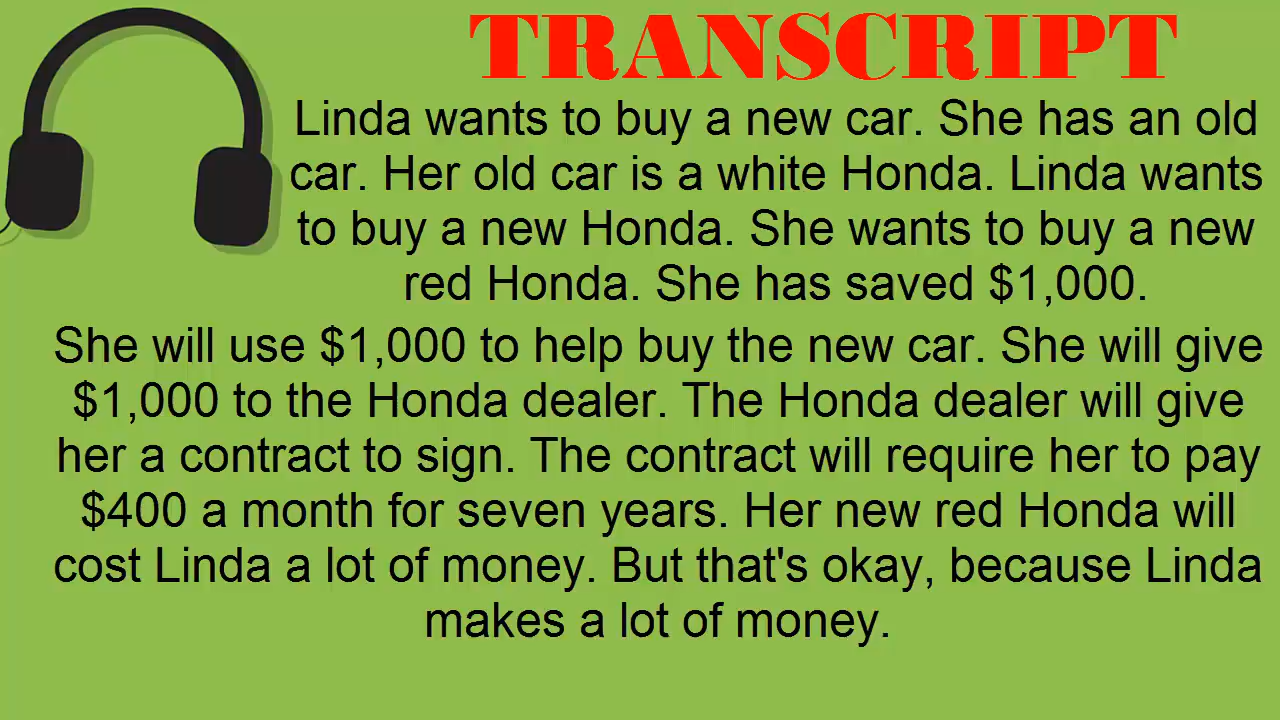 TRANSCRIPT
Linda wants to buy a new car. She has an old
car. Her old car is a white Honda. Linda wants
to buy a new Honda. She wants to buy a new
red Honda. She has saved $1,000.
She will use $1,000 to help buy the new car. She will give
$1,000 to the Honda dealer. The Honda dealer will give
her a contract to sign. The contract will require her to pay
$400 a month for seven years. Her new red Honda will
cost Linda a lot of money. But that's okay, because Linda
makes a lot of money.